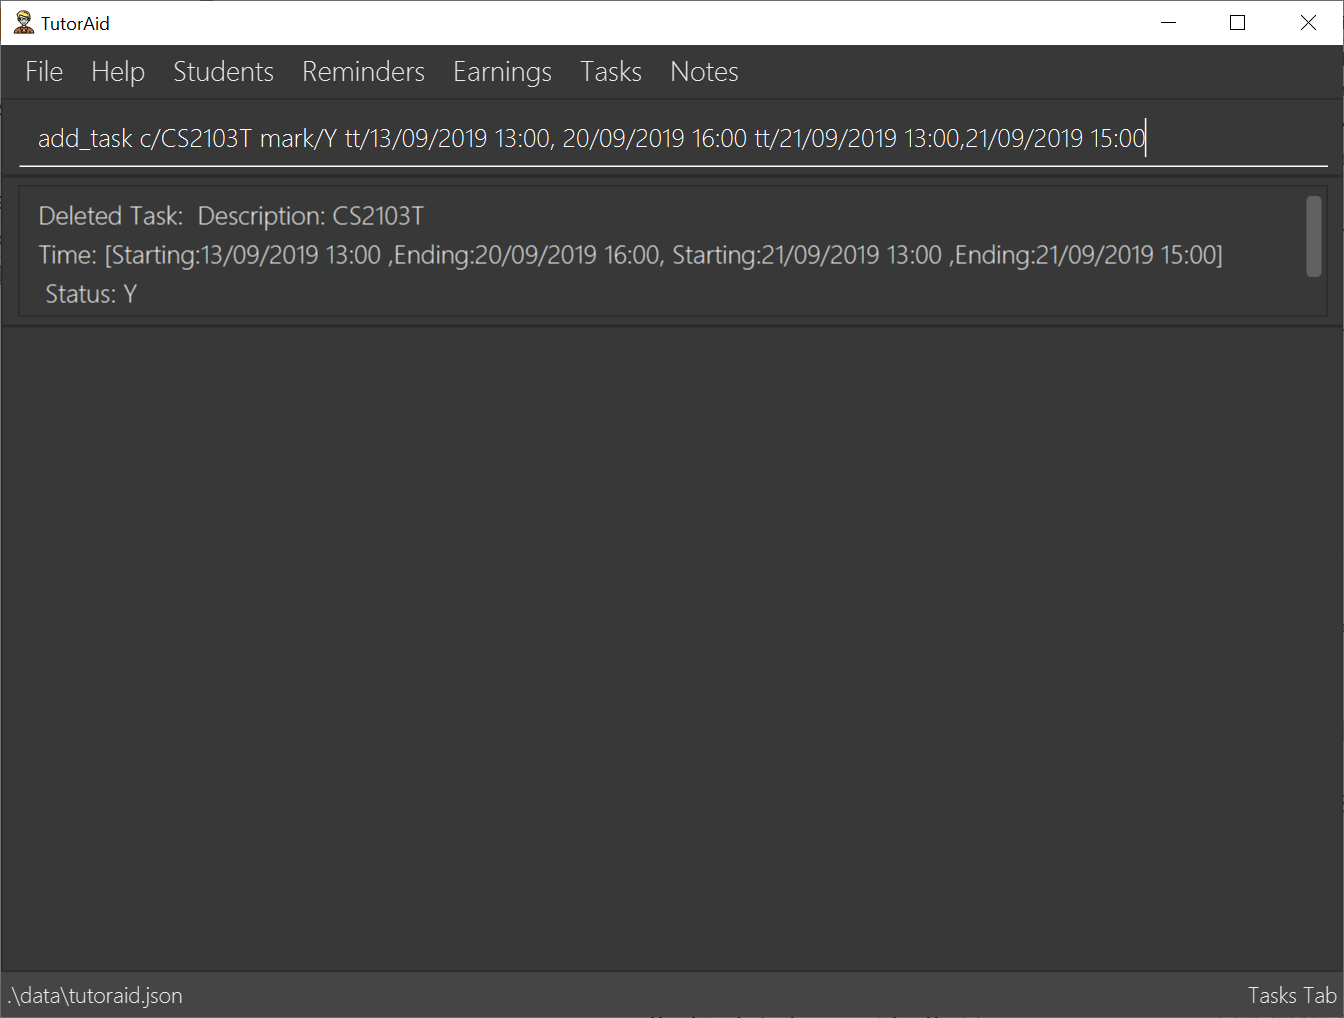 TutorAid
File Help Students Reminders Earnings Tasks Notes
add_task c/CS2103T mark/Y tt/13/09/2019 13:00, 20/09/2019 16:00 tt/21/09/2019 13:00,21/09/2019 15:00
Deleted Task:  Description: CS2103T
Time: [Starting:13/09/2019 13:00 ,Ending:20/09/2019 16:00, Starting:21/09/2019 13:00 ,Ending:21/09/2019 15:00]
Status: Y
.\data\tutoraid.json Tasks Tab